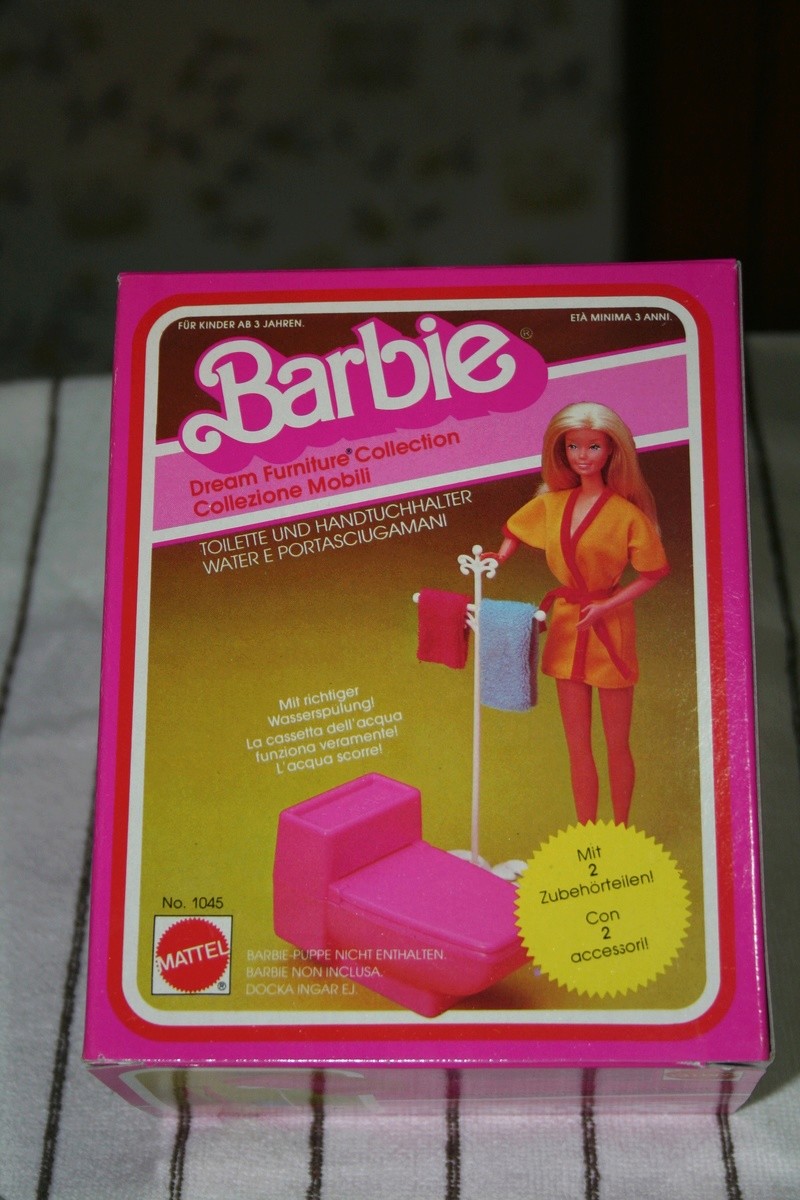 FÜR KINDER AB 3 JAHREN.
ETÀ MINIMA 3 ANNI.
Barbie®
Dream Furniture® Collection
Collezione Mobili
TOILETTE UND HANDTUCHHALTER
WATER E PORTASCIUGAMANI
Mit richtiger
Wasserspülung!
La cassetta dell'acqua
funziona veramente!
L'acqua scorre!
Mit
2
Zubehörteilen!
Con
2
accessori!
No. 1045
MATTEL®
BARBIE-PUPPE NICHT ENTHALTEN.
BARBIE NON INCLUSA.
DOCKA INGÅR EJ.